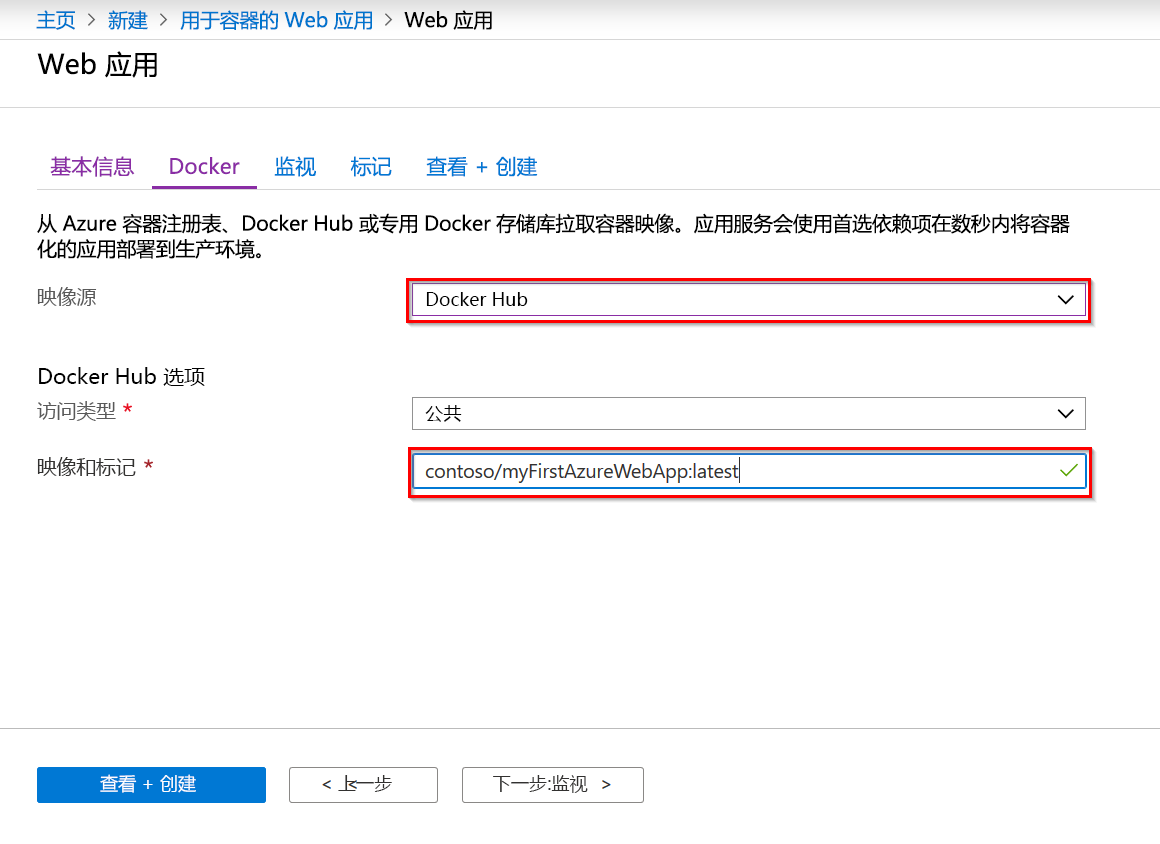 主页 > 新建 > 用于容器的 Web 应用 > Web 应用
Web 应用
基本信息 Docker 监视 标记 查看 + 创建
从 Azure 容器注册表、Docker Hub 或专用 Docker 存储库拉取容器映像。应用服务会使用首选依赖项在数秒内将容器
化的应用部署到生产环境。
映像源 Docker Hub
Docker Hub 选项
访问类型 * 公共
映像和标记 * contoso/myFirstAzureWebApp:latest
查看 + 创建 < 上一步 下一步:监视 >